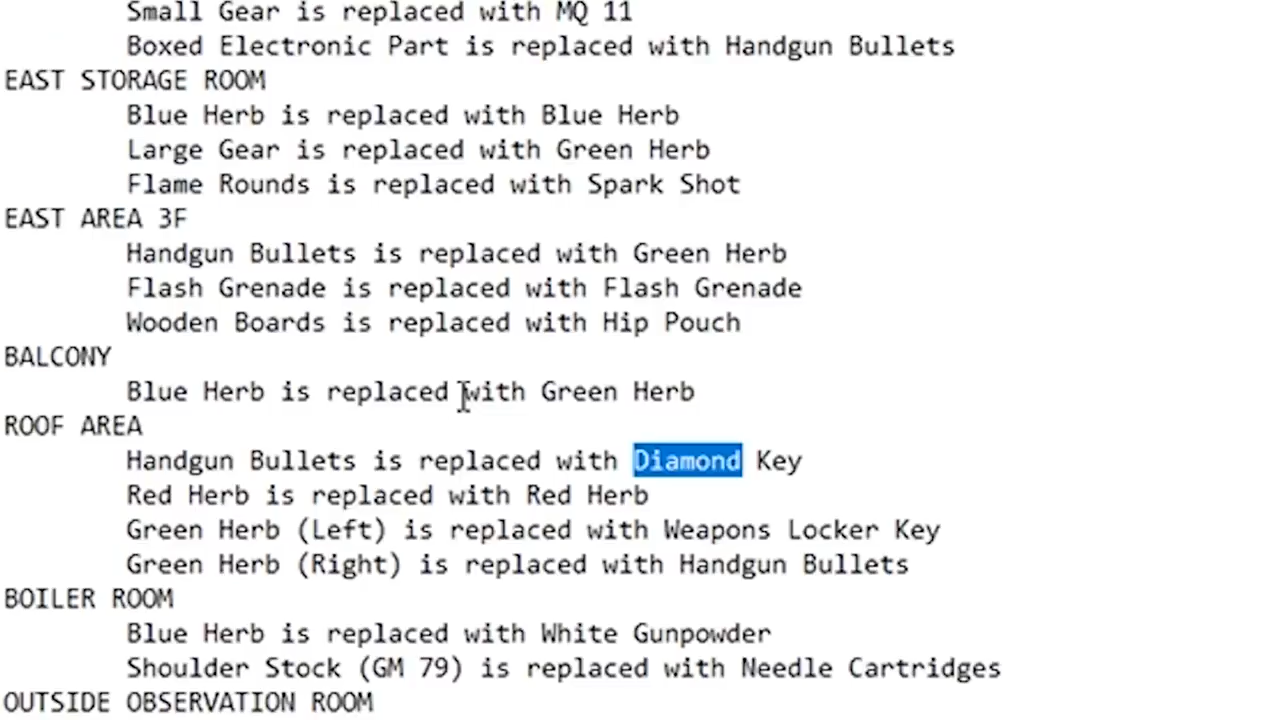 Small Gear is replaced with MQ 11
Boxed Electronic Part is replaced with Handgun Bullets
EAST STORAGE ROOM
Blue Herb is replaced with Blue Herb
Large Gear is replaced with Green Herb
Flame Rounds is replaced with Spark Shot
EAST AREA 3F
Handgun Bullets is replaced with Green Herb
Flash Grenade is replaced with Flash Grenade
Wooden Boards is replaced with Hip Pouch
BALCONY
Blue Herb is replaced with Green Herb
ROOF AREA
Handgun Bullets is replaced with Diamond Key
Red Herb is replaced with Red Herb
Green Herb (Left) is replaced with Weapons Locker Key
Green Herb (Right) is replaced with Handgun Bullets
BOILER ROOM
Blue Herb is replaced with White Gunpowder
Shoulder Stock (GM 79) is replaced with Needle Cartridges
OUTSIDE OBSERVATION ROOM